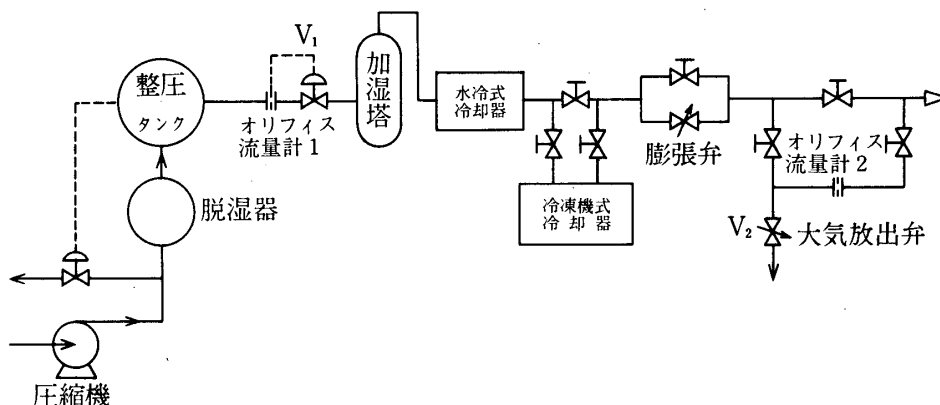 V₁
整圧
タンク
オリフィス
流量計1
加湿塔
水冷式
冷却器
膨張弁
オリフィス
流量計2
脱湿器
冷凍機式
冷却器
V₂
大気放出弁
圧縮機